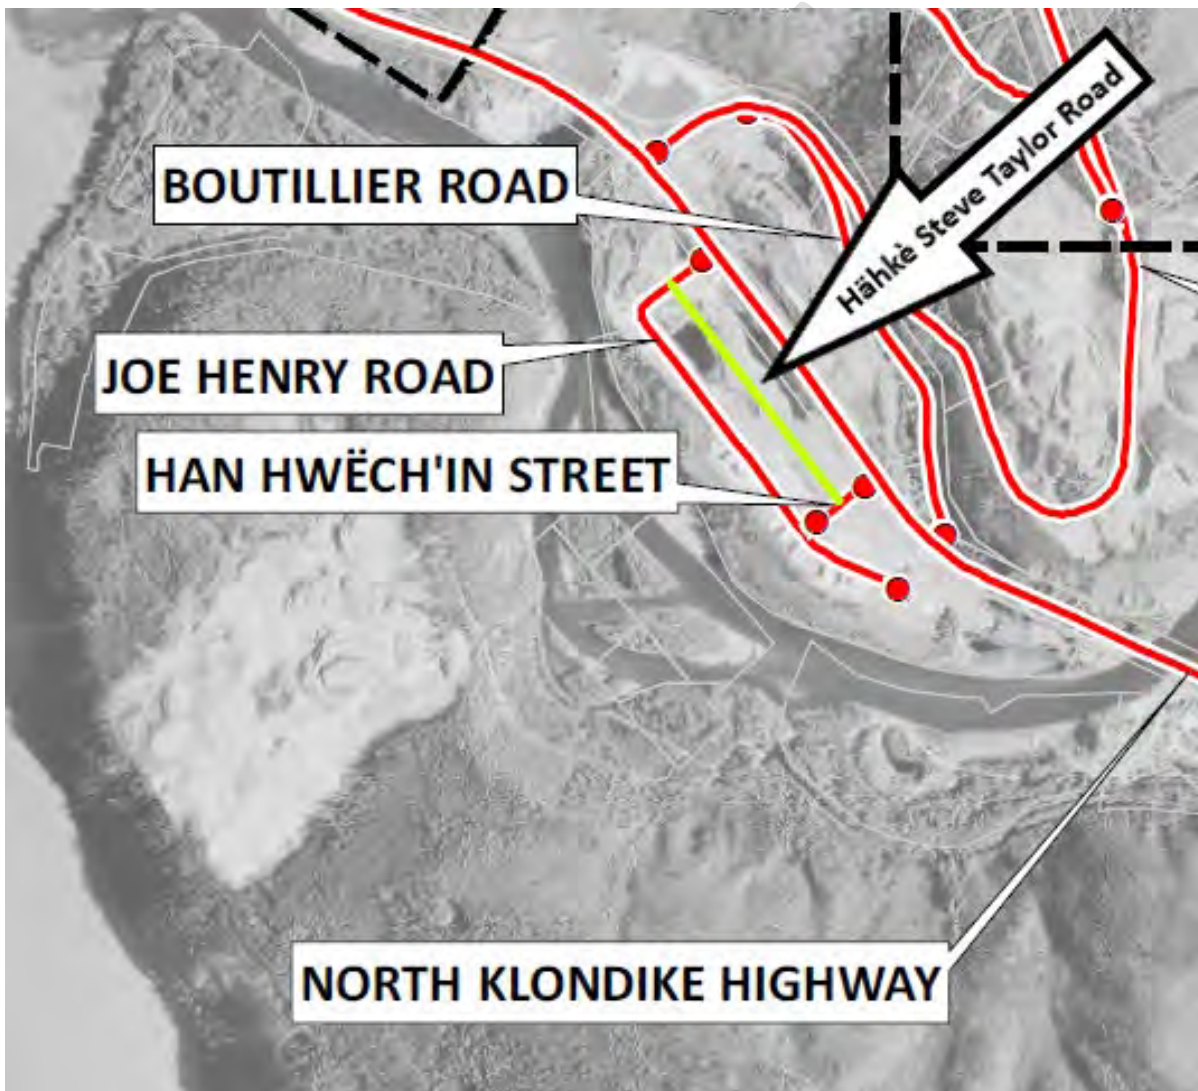 Hähkè Steve Taylor Road
BOUTILLIER ROAD
JOE HENRY ROAD
HAN HWËCH'IN STREET
NORTH KLONDIKE HIGHWAY